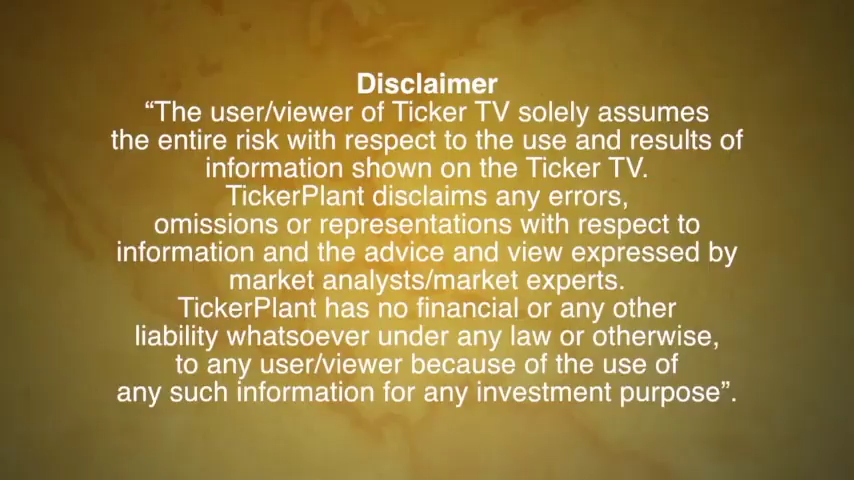 Disclaimer
“The user/viewer of Ticker TV solely assumes
the entire risk with respect to the use and results of
information shown on the Ticker TV.
TickerPlant disclaims any errors,
omissions or representations with respect to
information and the advice and view expressed by
market analysts/market experts.
TickerPlant has no financial or any other
liability whatsoever under any law or otherwise,
to any user/viewer because of the use of
any such information for any investment purpose”.